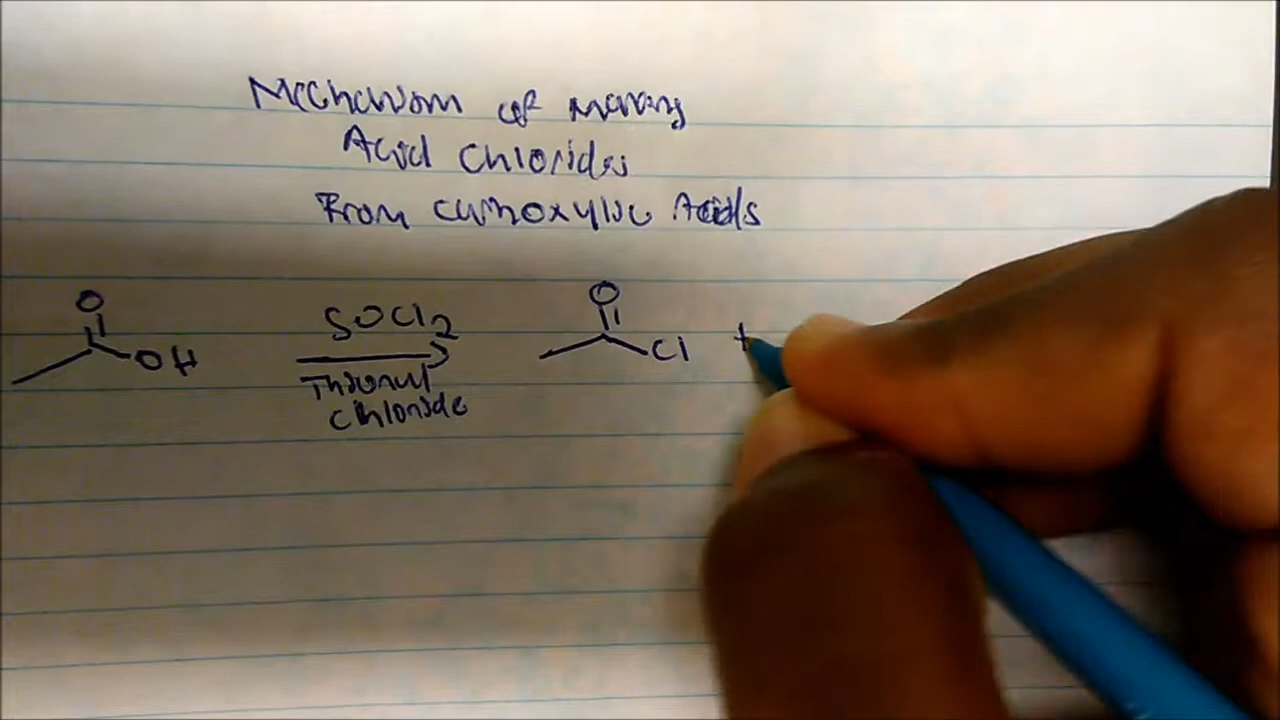 Mechanism of Making
Acid Chlorides
From Carboxylic Acids
O
OH
SOCl2
Thionyl
Chloride
O
Cl +